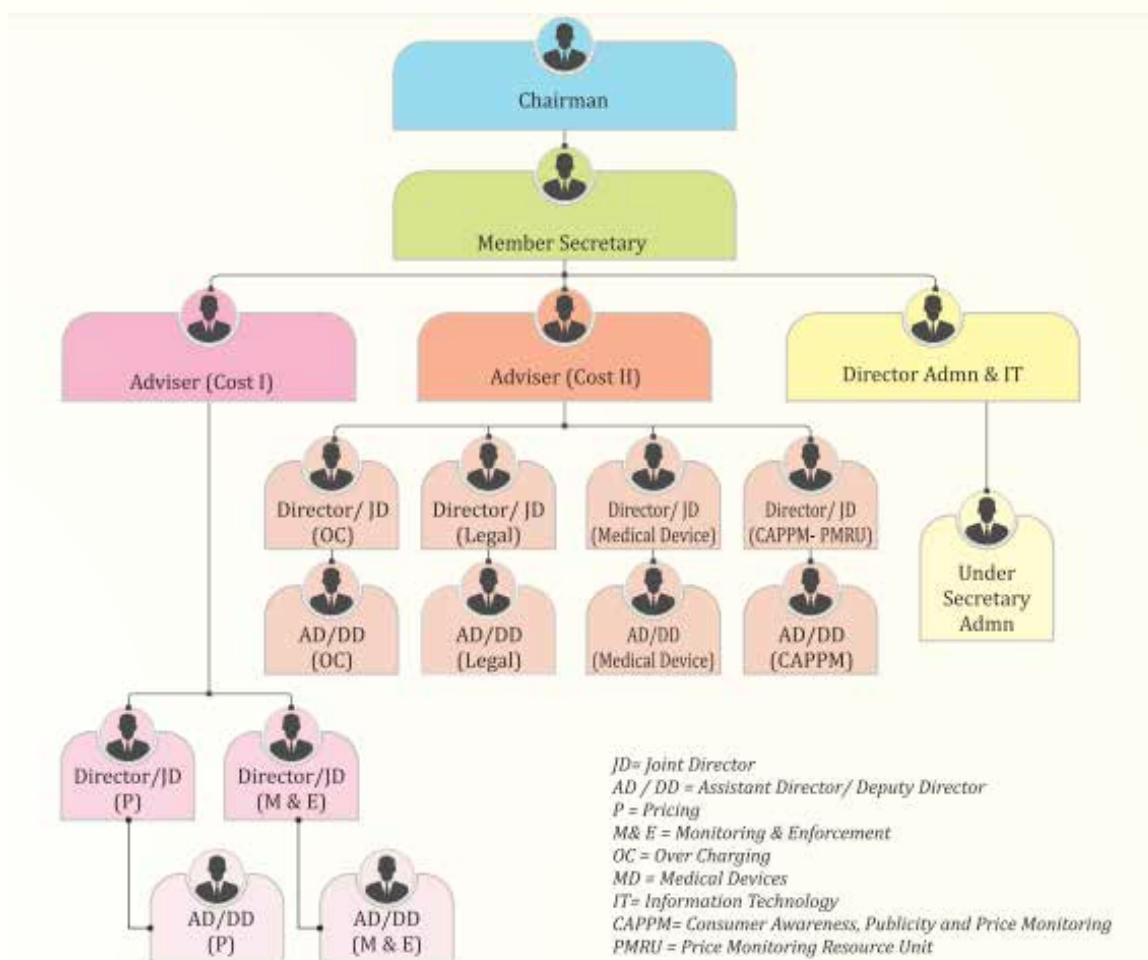 Chairman
Member Secretary
Adviser (Cost I)
Adviser (Cost II)
Director Admn & IT
Director/ JD
(OC)
Director/ JD
(Legal)
Director/ JD
(Medical Device)
Director/ JD
(CAPPM- PMRU)
AD/DD
(OC)
AD/DD
(Legal)
AD/DD
(Medical Device)
AD/DD
(CAPPM)
Under
Secretary
Admn
Director/JD
(P)
Director/JD
(M & E)
AD/DD
(P)
AD/DD
(M & E)
JD= Joint Director
AD / DD = Assistant Director/ Deputy Director
P = Pricing
M& E = Monitoring & Enforcement
OC = Over Charging
MD = Medical Devices
IT= Information Technology
CAPPM= Consumer Awareness, Publicity and Price Monitoring
PMRU = Price Monitoring Resource Unit